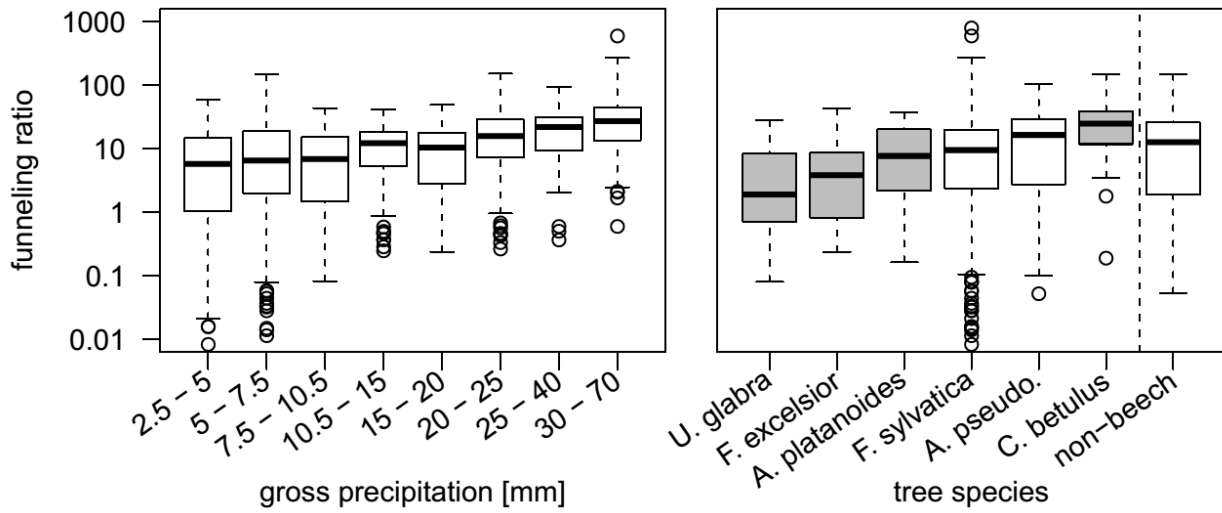 funneling ratio
1000
100
10
1
0.1
0.01
2.5 − 5
5 − 7.5
7.5 − 10.5
10.5 − 15
15 − 20
20 − 25
25 − 40
30 − 70
gross precipitation [mm]
U. glabra
F. excelsior
A. platanoides
F. sylvatica
A. pseudo.
C. betulus
non−beech
tree species